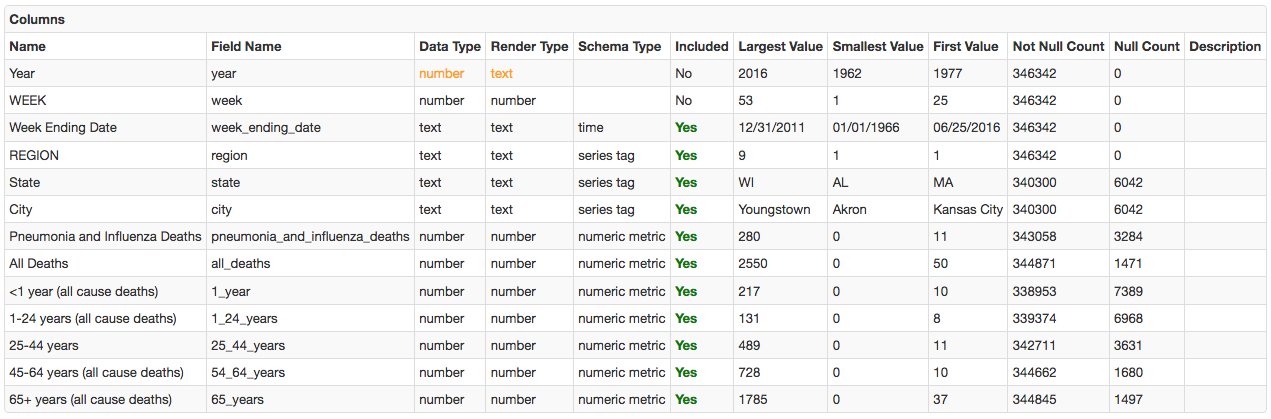 Columns
Name Field Name Data Type Render Type Schema Type Included Largest Value Smallest Value First Value Not Null Count Null Count Description
Year year number text No 2016 1962 1977 346342 0
WEEK week number number No 53 1 25 346342 0
Week Ending Date week_ending_date text text time Yes 12/31/2011 01/01/1966 06/25/2016 346342 0
REGION region text text series tag Yes 9 1 1 346342 0
State state text text series tag Yes WI AL MA 340300 6042
City city text text series tag Yes Youngstown Akron Kansas City 340300 6042
Pneumonia and Influenza Deaths pneumonia_and_influenza_deaths number number numeric metric Yes 280 0 11 343058 3284
All Deaths all_deaths number number numeric metric Yes 2550 0 50 344871 1471
<1 year (all cause deaths) 1_year number number numeric metric Yes 217 0 10 338953 7389
1-24 years (all cause deaths) 1_24_years number number numeric metric Yes 131 0 8 339374 6968
25-44 years 25_44_years number number numeric metric Yes 489 0 11 342711 3631
45-64 years (all cause deaths) 54_64_years number number numeric metric Yes 728 0 10 344662 1680
65+ years (all cause deaths) 65_years number number numeric metric Yes 1785 0 37 344845 1497